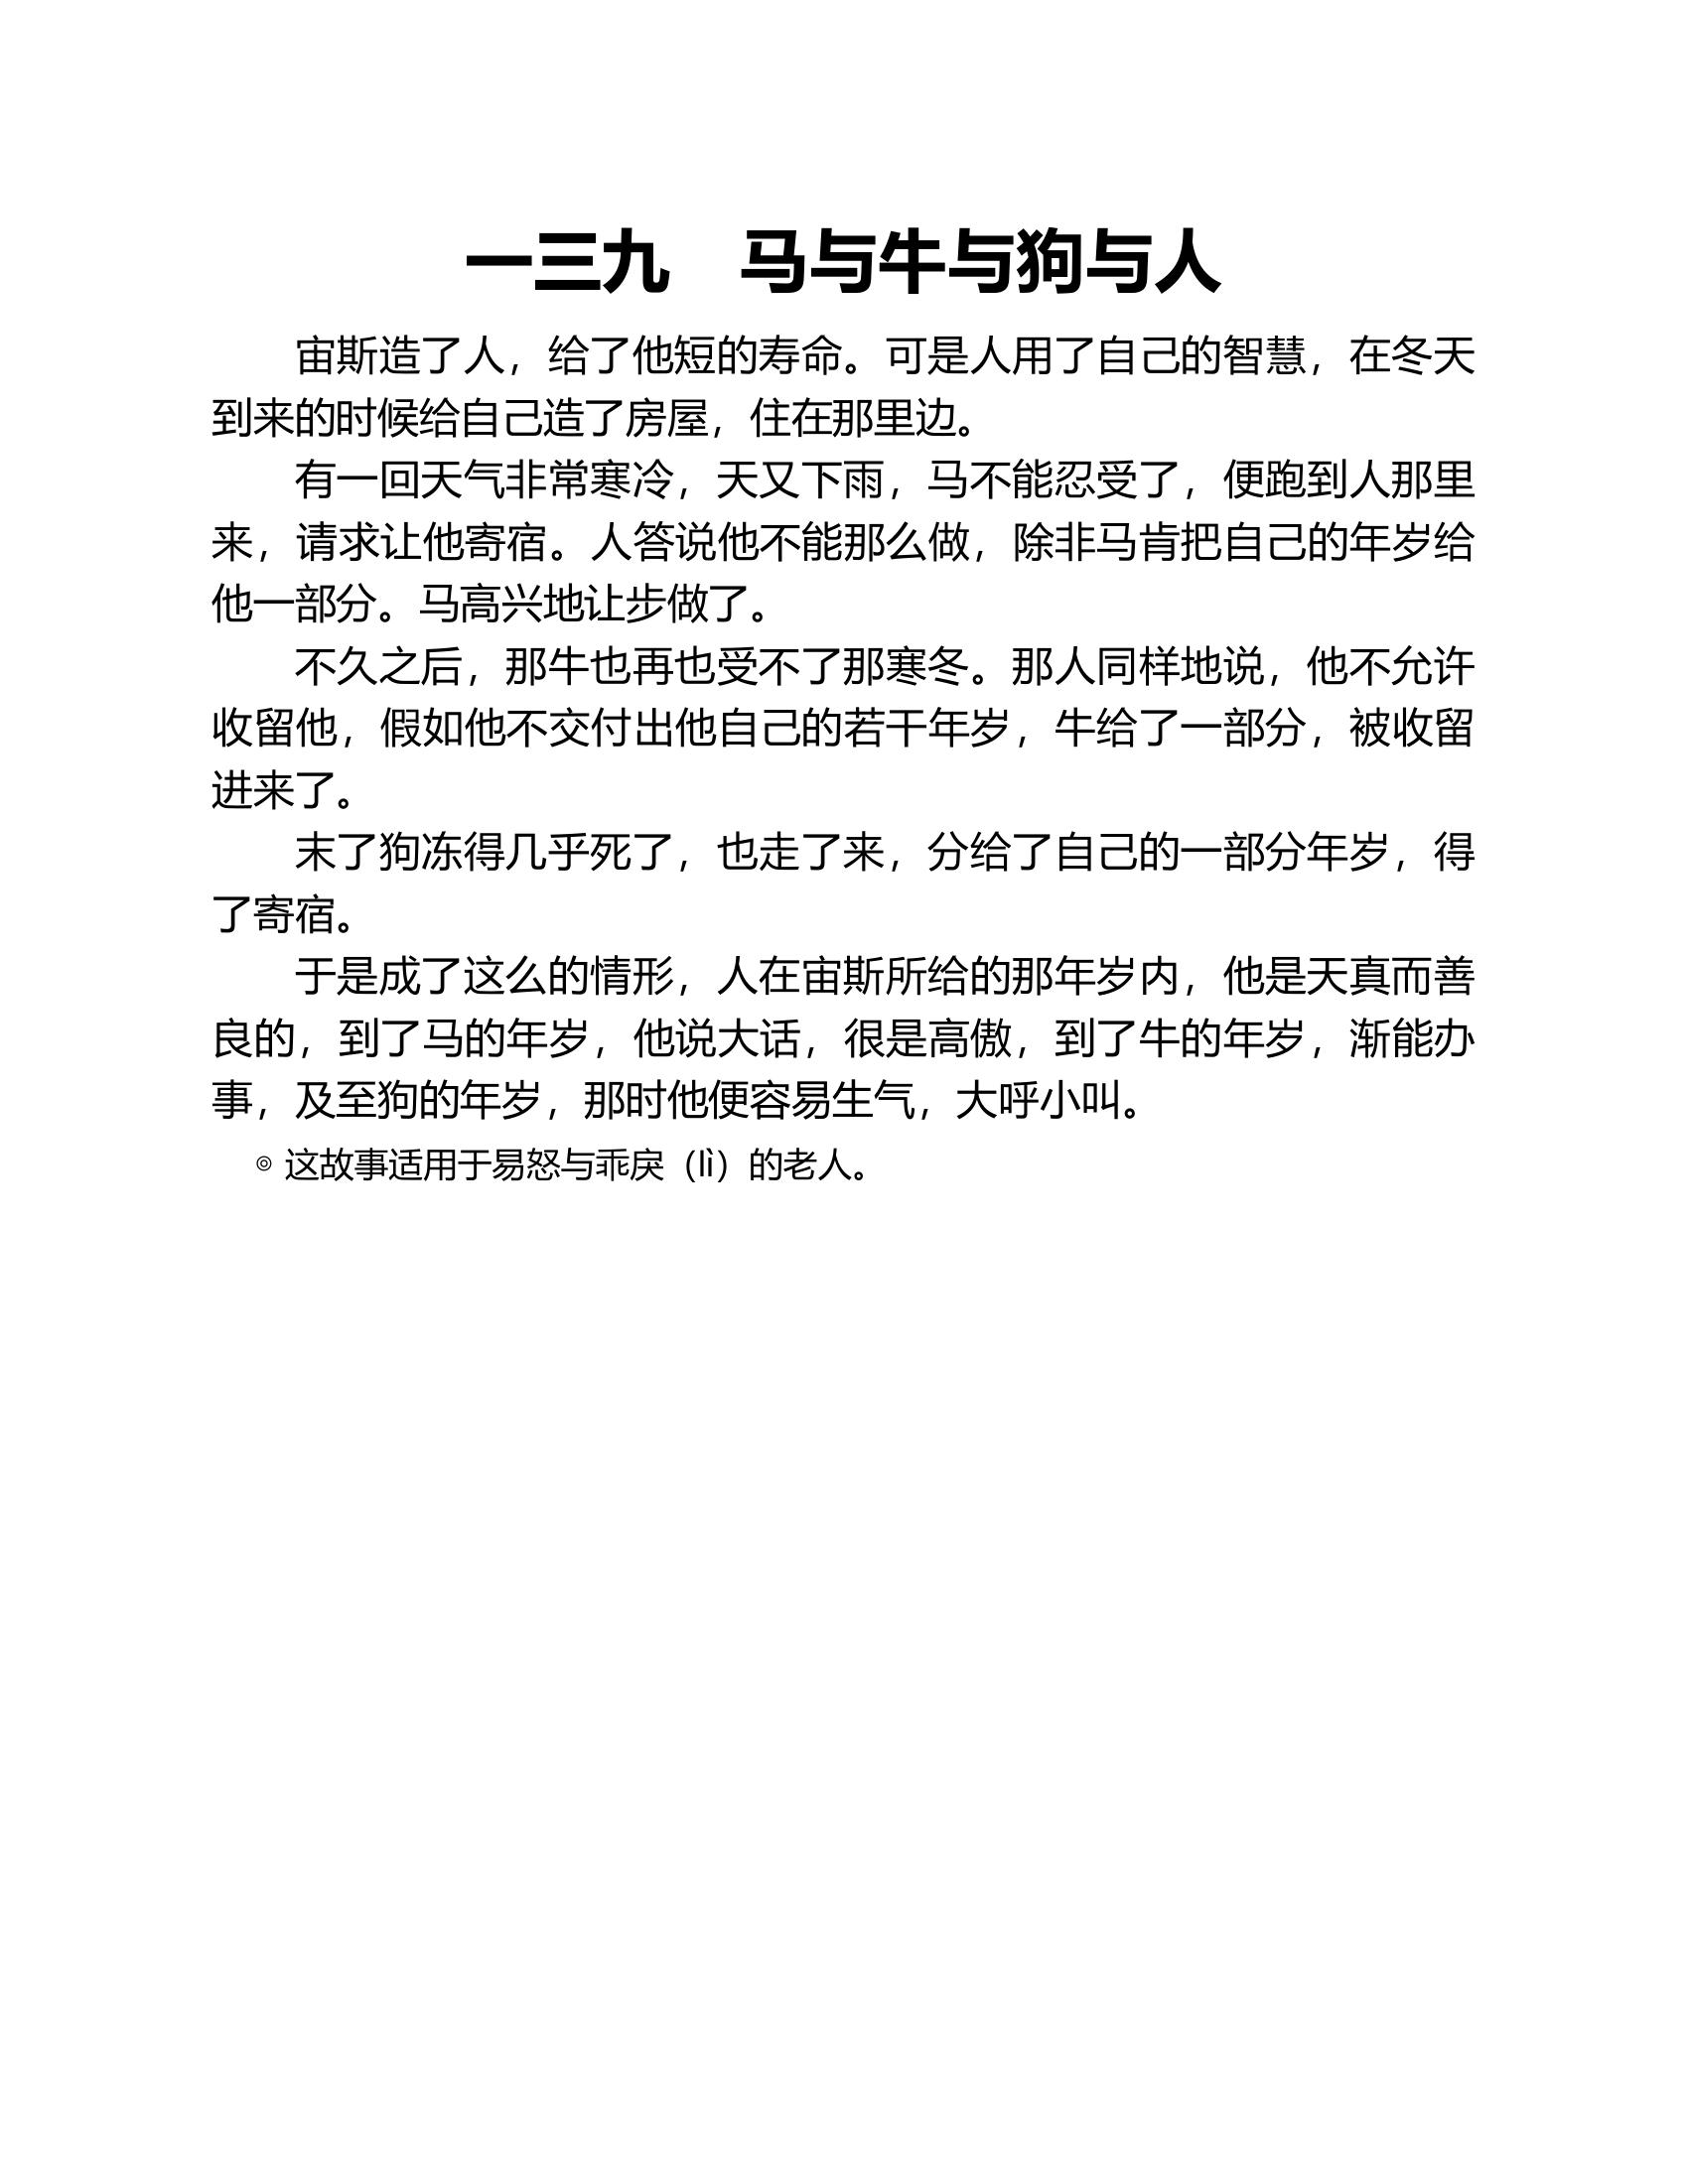 一三九　马与牛与狗与人
宙斯造了人，给了他短的寿命。可是人用了自己的智慧，在冬天
到来的时候给自己造了房屋，住在那里边。
有一回天气非常寒冷，天又下雨，马不能忍受了，便跑到人那里
来，请求让他寄宿。人答说他不能那么做，除非马肯把自己的年岁给
他一部分。马高兴地让步做了。
不久之后，那牛也再也受不了那寒冬。那人同样地说，他不允许
收留他，假如他不交付出他自己的若干年岁，牛给了一部分，被收留
进来了。
末了狗冻得几乎死了，也走了来，分给了自己的一部分年岁，得
了寄宿。
于是成了这么的情形，人在宙斯所给的那年岁内，他是天真而善
良的，到了马的年岁，他说大话，很是高傲，到了牛的年岁，渐能办
事，及至狗的年岁，那时他便容易生气，大呼小叫。
◎ 这故事适用于易怒与乖戾（lì）的老人。